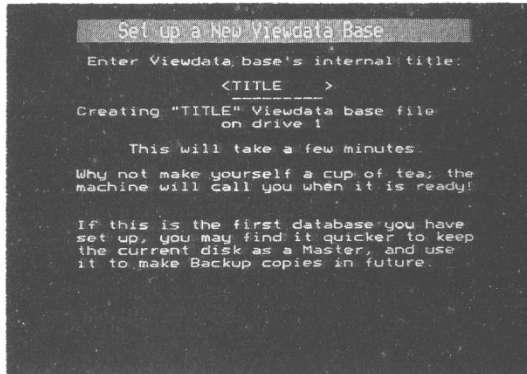 Set up a New Viewdata Base
Enter Viewdata base's internal title:
<TITLE     >
Creating "TITLE" Viewdata base file
on drive 1
This will take a few minutes.
Why not make yourself a cup of tea; the
machine will call you when it is ready!
If this is the first database you have
set up, you may find it quicker to keep
the current disk as a Master, and use
it to make Backup copies in future.